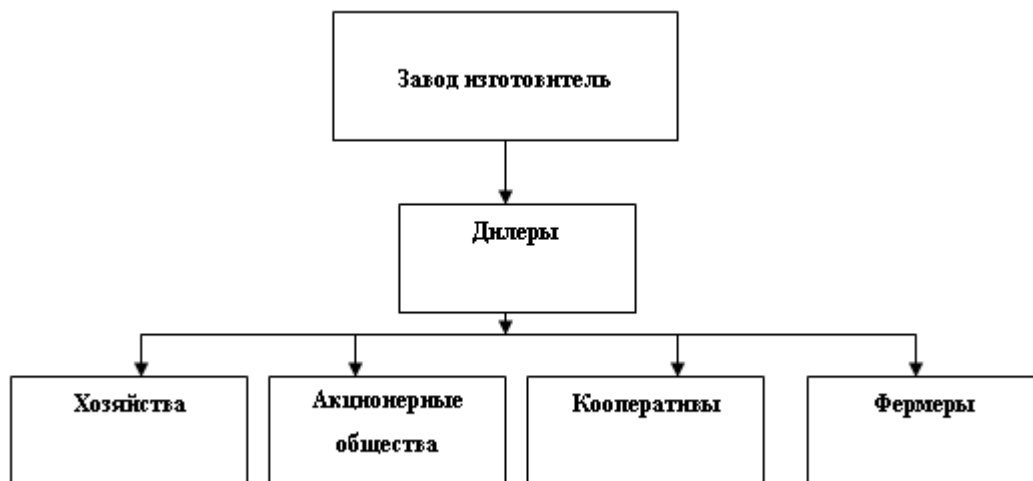 Завод изготовитель
Дилеры
Хозяйства
Акционерные
общества
Кооперативы
Фермеры